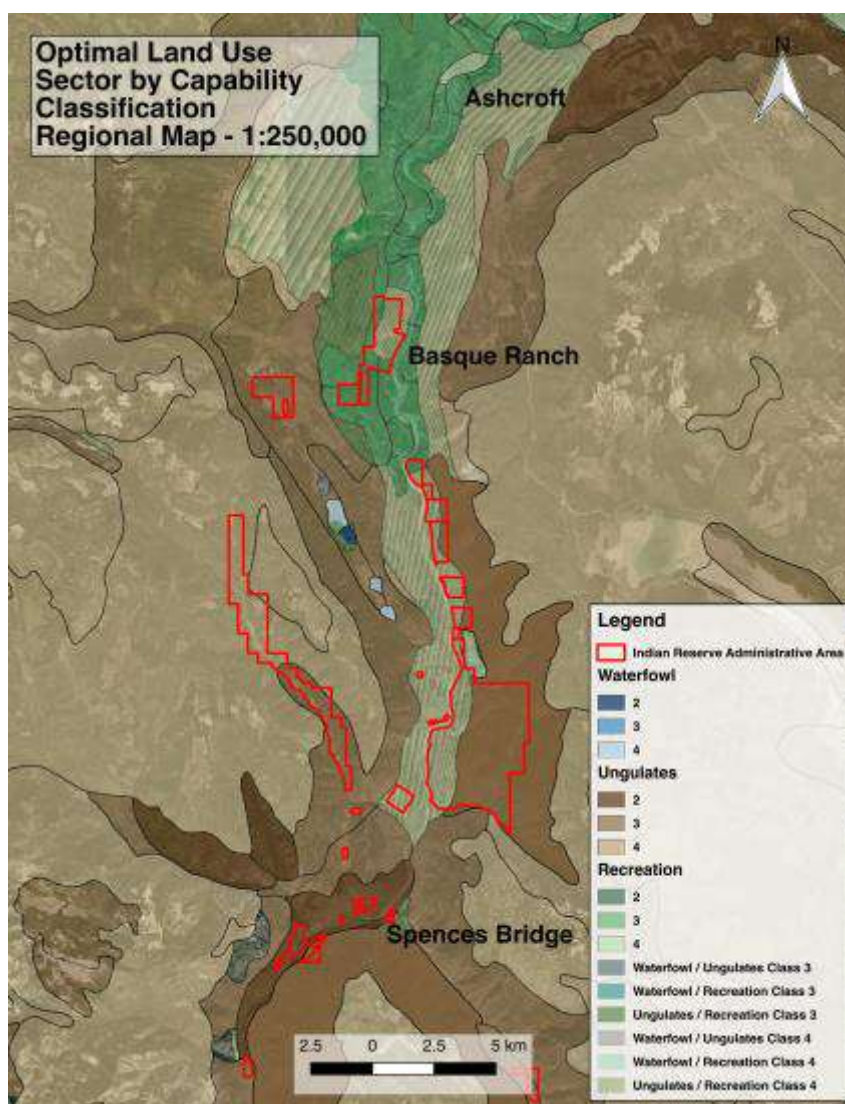 Optimal Land Use
Sector by Capability
Classification
Regional Map - 1:250,000
N
Ashcroft
Basque Ranch
Spences Bridge
Legend
Indian Reserve Administrative Area
Waterfowl
2
3
4
Ungulates
2
3
4
Recreation
2
3
4
Waterfowl / Ungulates Class 3
Waterfowl / Recreation Class 3
Ungulates / Recreation Class 3
Waterfowl / Ungulates Class 4
Waterfowl / Recreation Class 4
Ungulates / Recreation Class 4
2.5 0 2.5 5 km